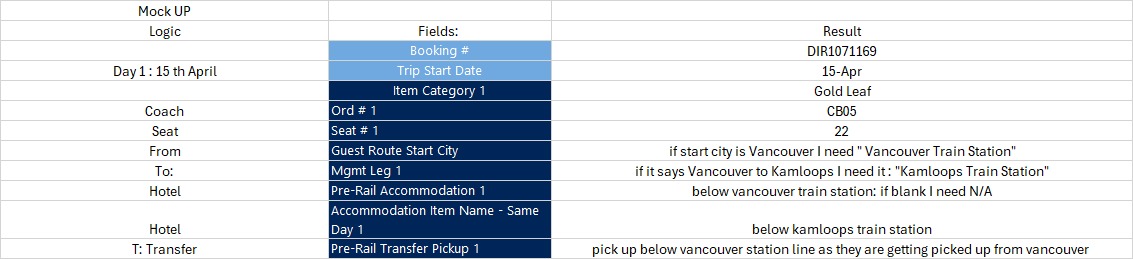 Mock UP
Logic Fields: Result
Booking # DIR1071169
Day 1 : 15 th April Trip Start Date 15-Apr
Item Category 1 Gold Leaf
Coach Ord # 1 CB05
Seat Seat # 1 22
From Guest Route Start City if start city is Vancouver I need " Vancouver Train Station"
To: Mgmt Leg 1 if it says Vancouver to Kamloops I need it : "Kamloops Train Station"
Hotel Pre-Rail Accommodation 1 below vancouver train station: if blank I need N/A
Accommodation Item Name - Same
Hotel Day 1 below kamloops train station
T: Transfer Pre-Rail Transfer Pickup 1 pick up below vancouver station line as they are getting picked up from vancouver